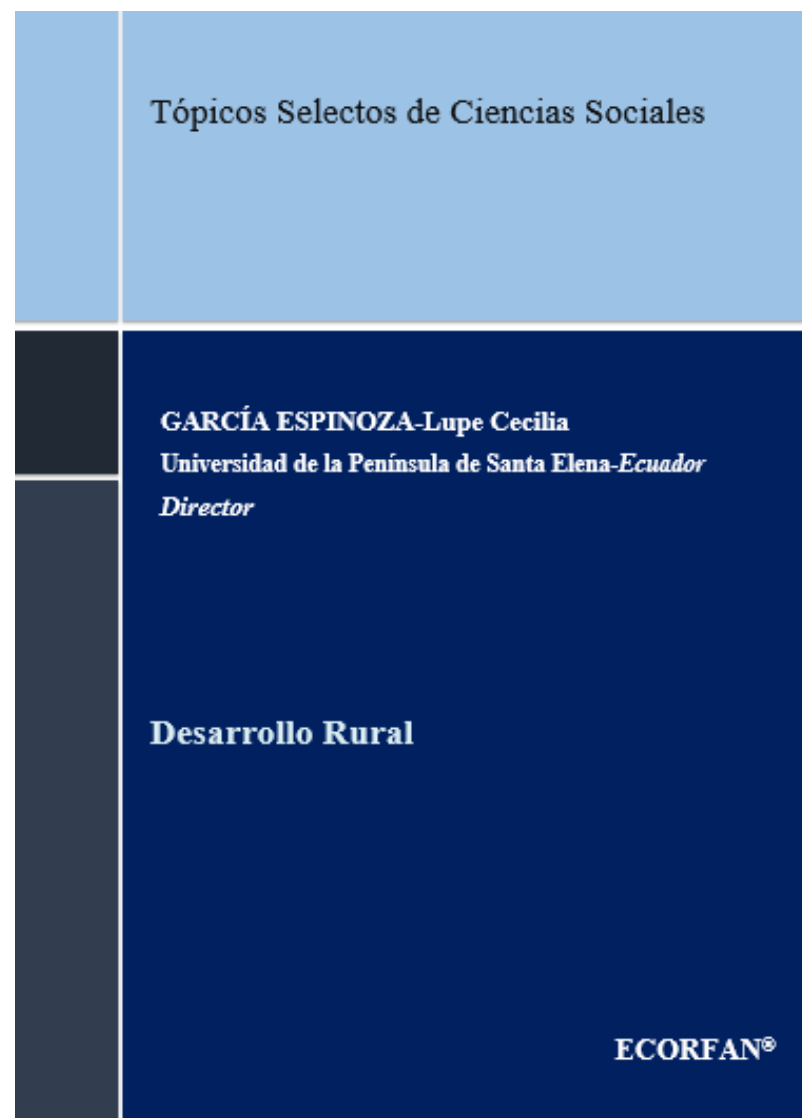 Tópicos Selectos de Ciencias Sociales
GARCÍA ESPINOZA-Lupe Cecilia
Universidad de la Península de Santa Elena-Ecuador
Director
Desarrollo Rural
ECORFAN®